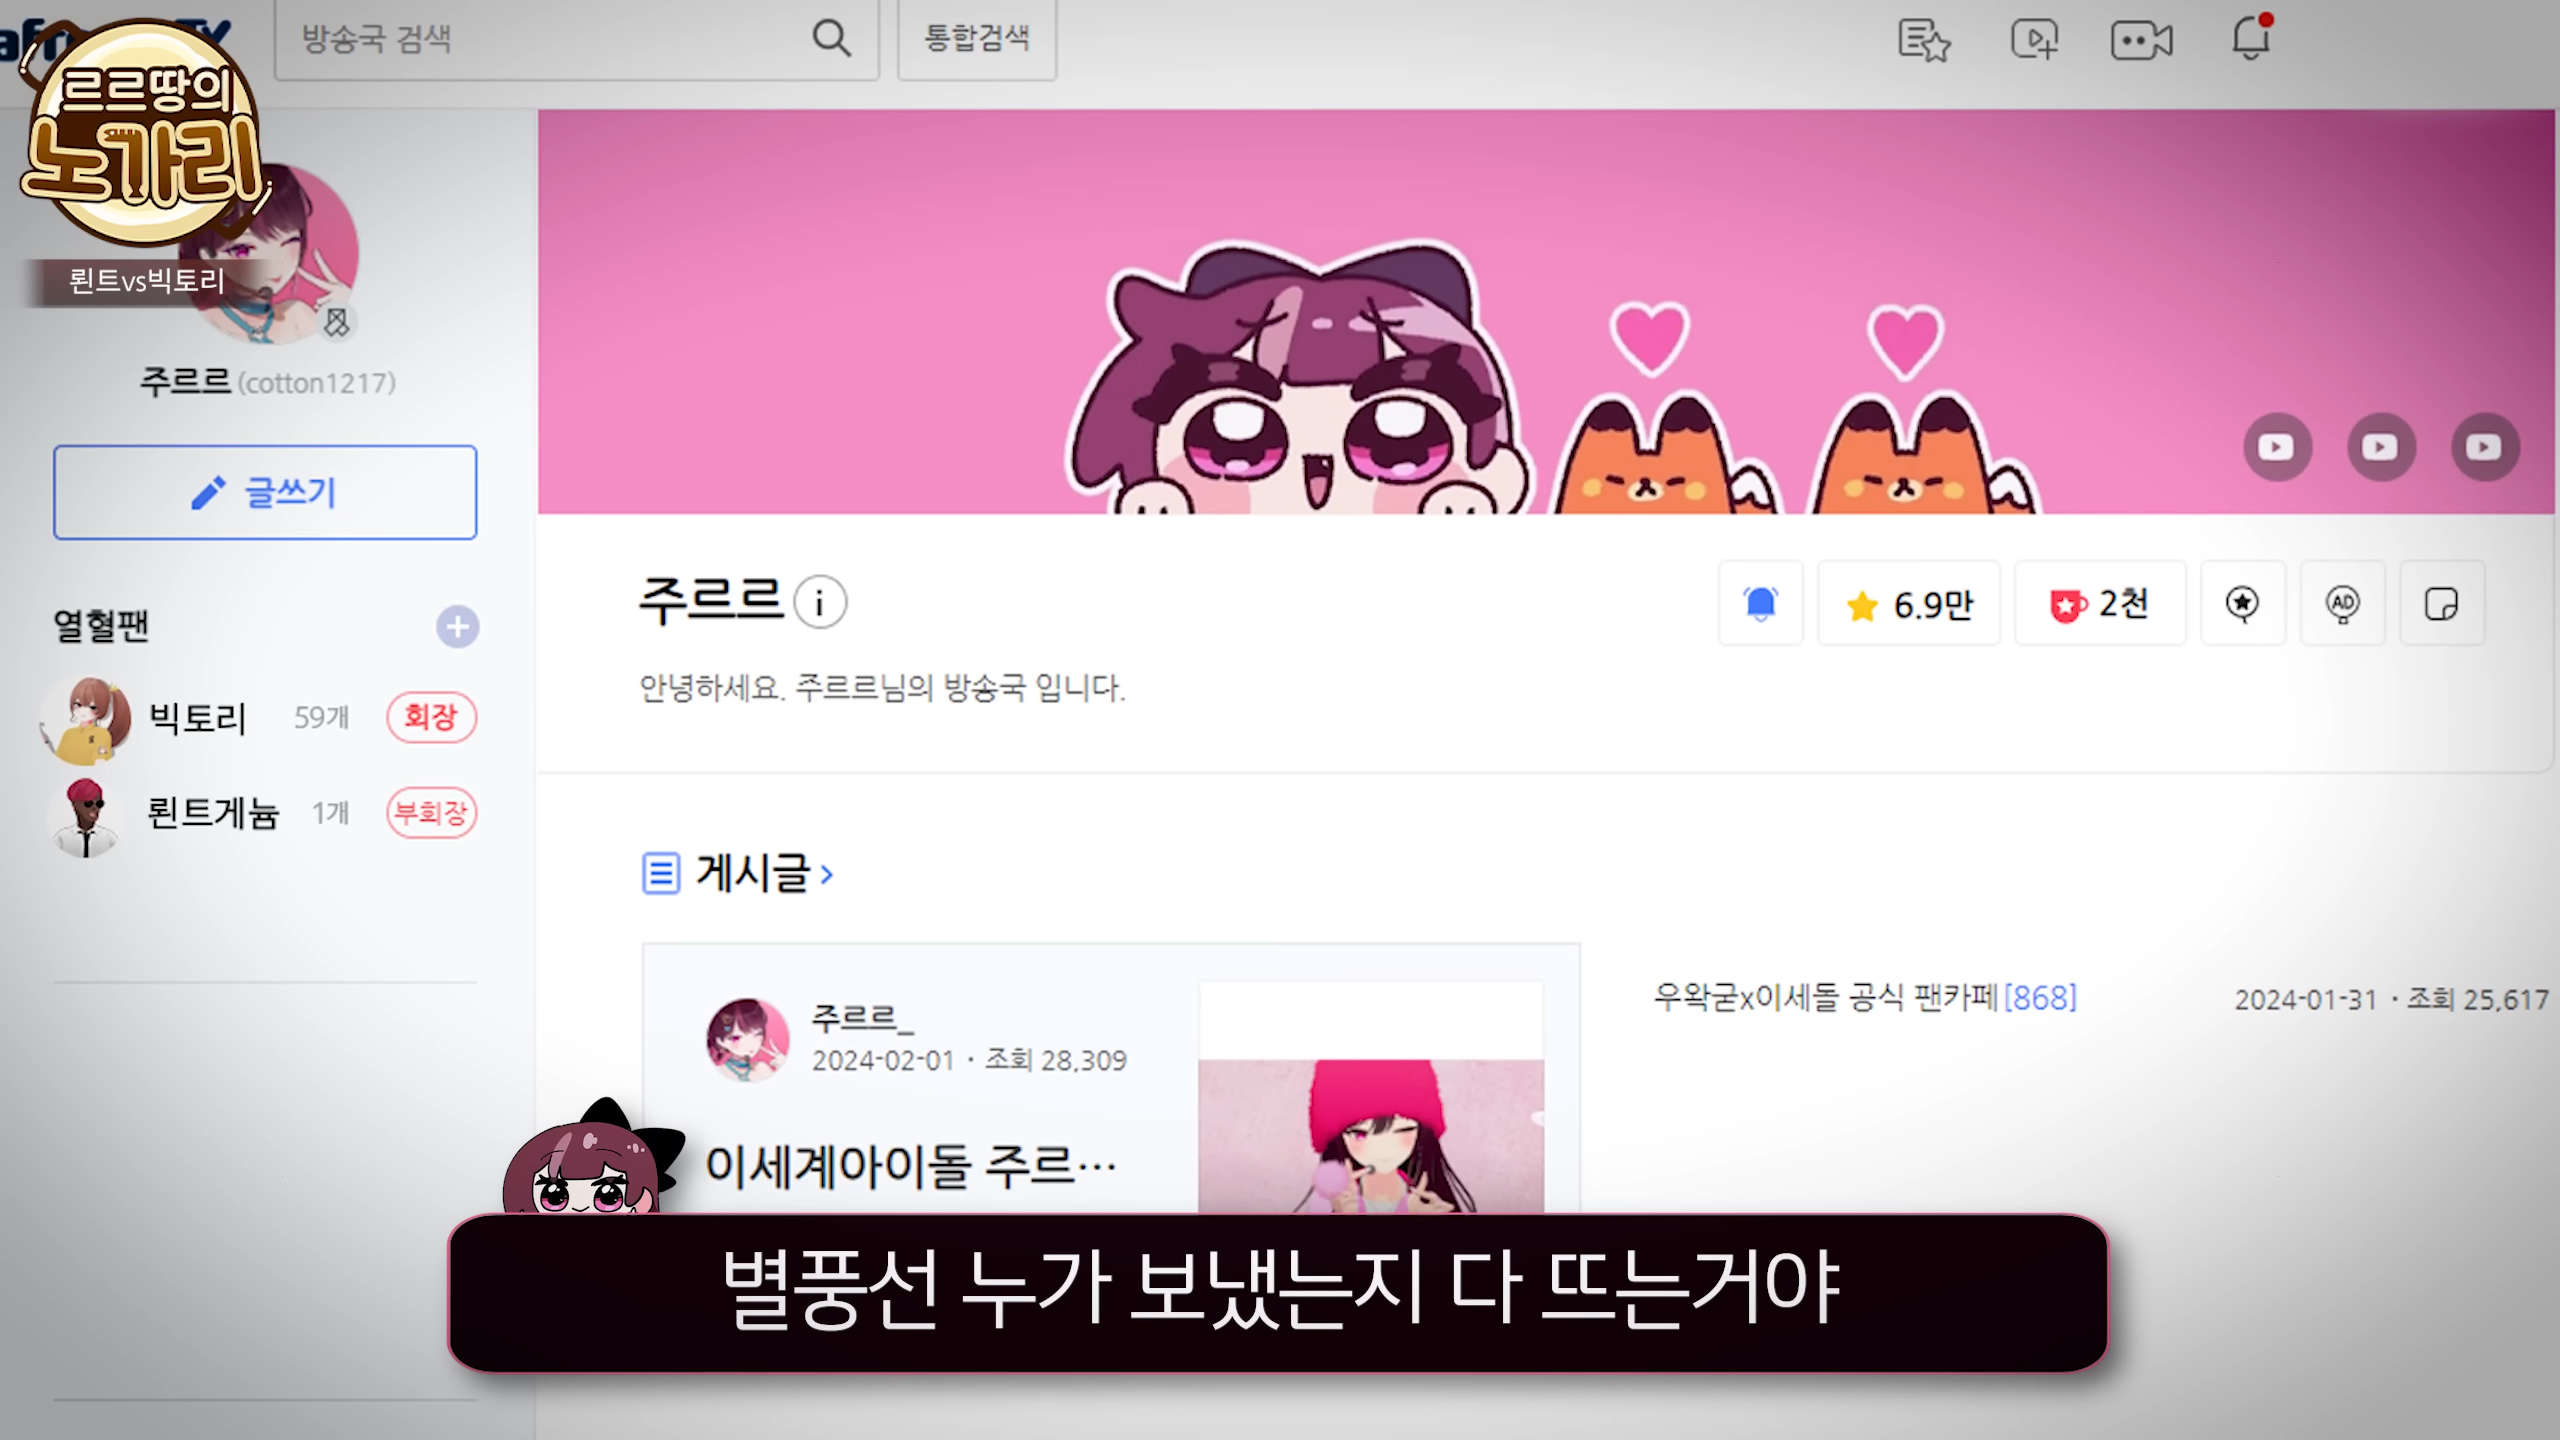 방송국 검색
통합검색
르르땅의
노가리
뢴트vs빅토리
주르르(cotton1217)
글쓰기
열혈팬
빅토리 59개 회장
뢴트게늄 1개 부회장
주르르
6.9만
2천
AD
안녕하세요. 주르르님의 방송국 입니다.
게시글
주르르_
2024-02-01 · 조회 28,309
이세계아이돌 주르…
우왁굳x이세돌 공식 팬카페[868]
2024-01-31 · 조회 25,617
별풍선 누가 보냈는지 다 뜨는거야